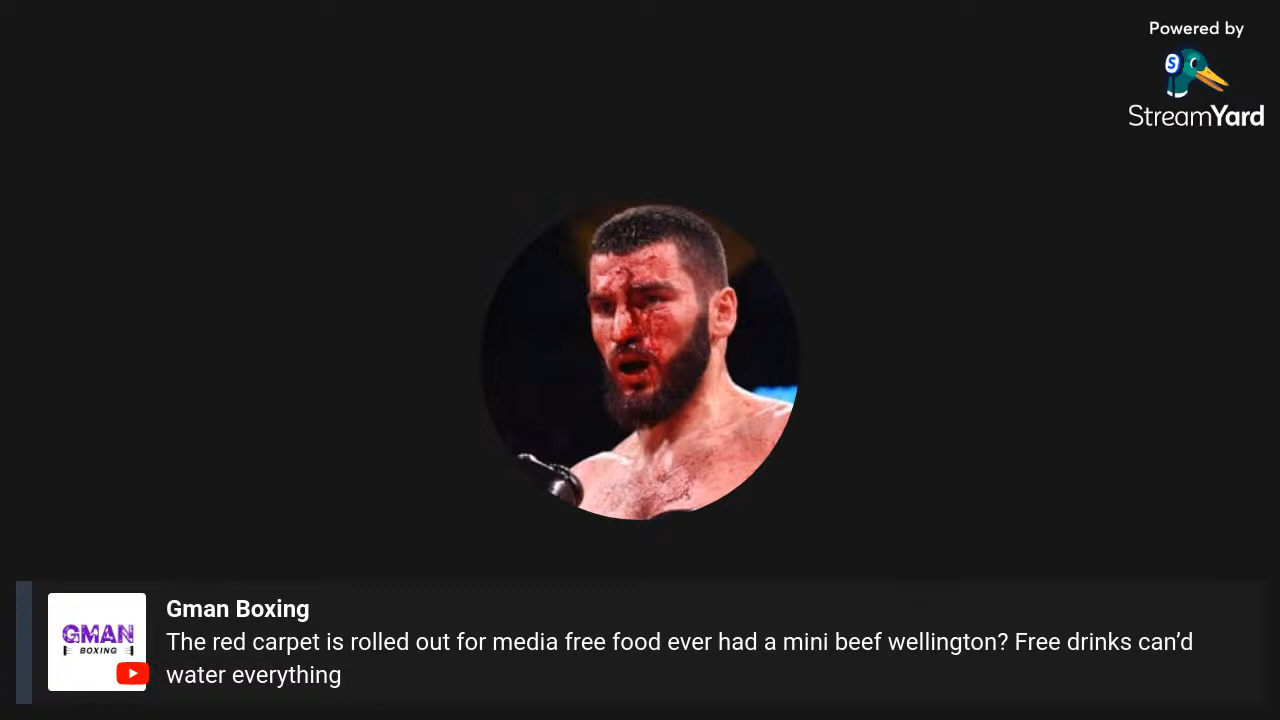 Powered by
S
StreamYard
GMAN
BOXING
Gman Boxing
The red carpet is rolled out for media free food ever had a mini beef wellington? Free drinks can’d
water everything